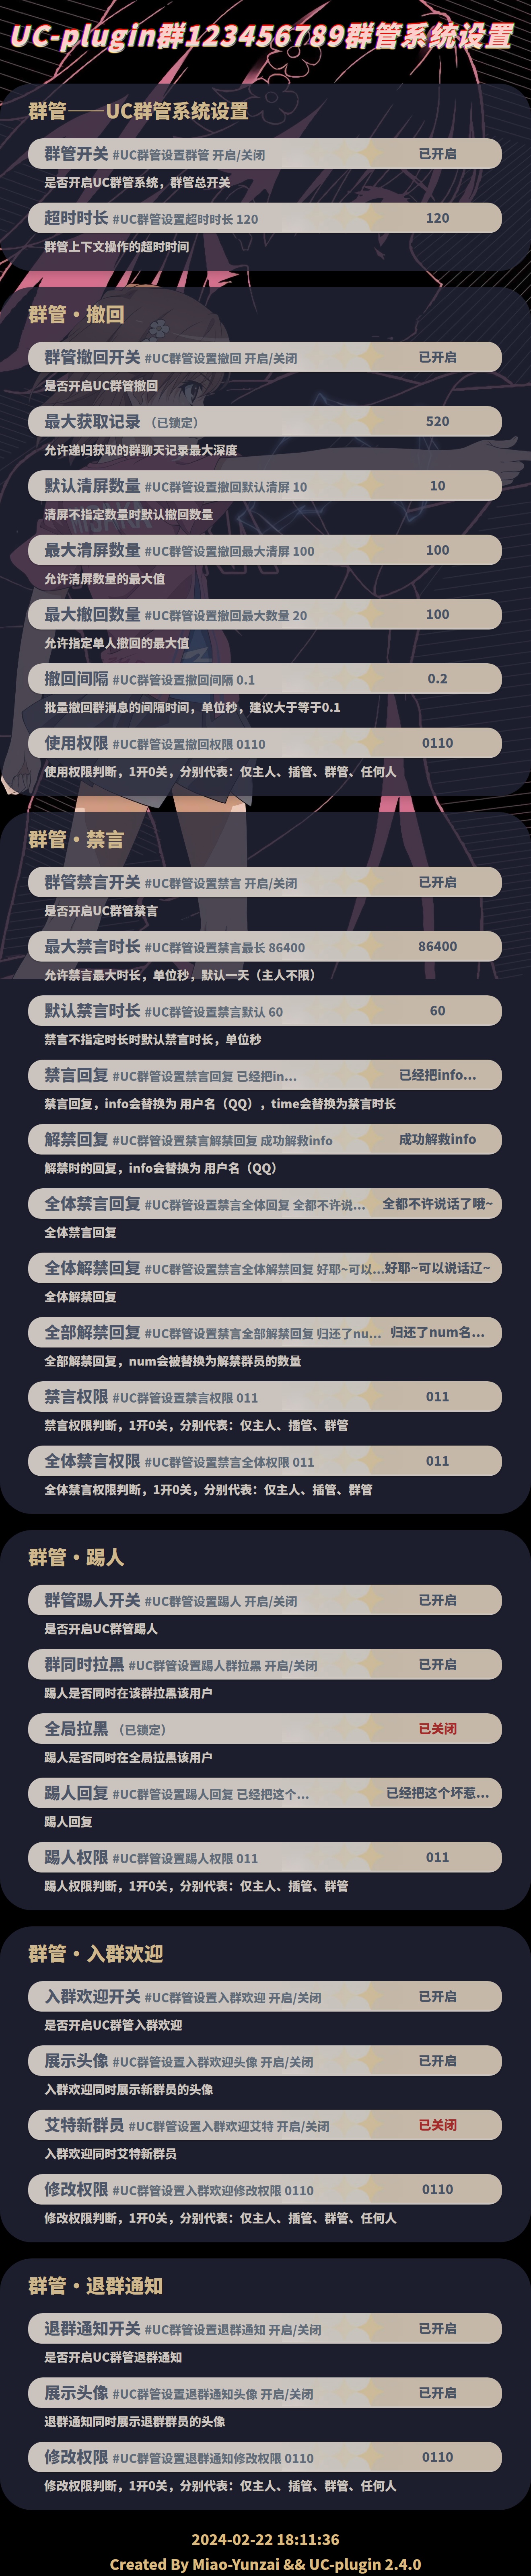 UC-plugin群123456789群管系统设置
群管——UC群管系统设置
群管开关 #UC群管设置群管 开启/关闭 已开启
是否开启UC群管系统，群管总开关
超时时长 #UC群管设置超时时长 120 120
群管上下文操作的超时时间
群管·撤回
群管撤回开关 #UC群管设置撤回 开启/关闭 已开启
是否开启UC群管撤回
最大获取记录 （已锁定） 520
允许递归获取的群聊天记录最大深度
默认清屏数量 #UC群管设置撤回默认清屏 10 10
清屏不指定数量时默认撤回数量
最大清屏数量 #UC群管设置撤回最大清屏 100 100
允许清屏数量的最大值
最大撤回数量 #UC群管设置撤回最大数量 20 100
允许指定单人撤回的最大值
撤回间隔 #UC群管设置撤回间隔 0.1 0.2
批量撤回群消息的间隔时间，单位秒，建议大于等于0.1
使用权限 #UC群管设置撤回权限 0110 0110
使用权限判断，1开0关，分别代表：仅主人、插管、群管、任何人
群管·禁言
群管禁言开关 #UC群管设置禁言 开启/关闭 已开启
是否开启UC群管禁言
最大禁言时长 #UC群管设置禁言最长 86400 86400
允许禁言最大时长，单位秒，默认一天（主人不限）
默认禁言时长 #UC群管设置禁言默认 60 60
禁言不指定时长时默认禁言时长，单位秒
禁言回复 #UC群管设置禁言回复 已经把in... 已经把info...
禁言回复，info会替换为 用户名（QQ）, time会替换为禁言时长
解禁回复 #UC群管设置禁言解禁回复 成功解救info 成功解救info
解禁时的回复，info会替换为 用户名（QQ）
全体禁言回复 #UC群管设置禁言全体回复 全都不许说... 全都不许说话了哦~
全体禁言回复
全体解禁回复 #UC群管设置禁言全体解禁回复 好耶~可以... 好耶~可以说话辽~
全体解禁回复
全部解禁回复 #UC群管设置禁言全部解禁回复 归还了nu... 归还了num名...
全部解禁回复，num会被替换为解禁群员的数量
禁言权限 #UC群管设置禁言权限 011 011
禁言权限判断，1开0关，分别代表：仅主人、插管、群管
全体禁言权限 #UC群管设置禁言全体权限 011 011
全体禁言权限判断，1开0关，分别代表：仅主人、插管、群管
群管·踢人
群管踢人开关 #UC群管设置踢人 开启/关闭 已开启
是否开启UC群管踢人
群同时拉黑 #UC群管设置踢人群拉黑 开启/关闭 已开启
踢人是否同时在该群拉黑该用户
全局拉黑 （已锁定） 已关闭
踢人是否同时在全局拉黑该用户
踢人回复 #UC群管设置踢人回复 已经把这个... 已经把这个坏惹...
踢人回复
踢人权限 #UC群管设置踢人权限 011 011
踢人权限判断，1开0关，分别代表：仅主人、插管、群管
群管·入群欢迎
入群欢迎开关 #UC群管设置入群欢迎 开启/关闭 已开启
是否开启UC群管入群欢迎
展示头像 #UC群管设置入群欢迎头像 开启/关闭 已开启
入群欢迎同时展示新群员的头像
艾特新群员 #UC群管设置入群欢迎艾特 开启/关闭 已关闭
入群欢迎同时艾特新群员
修改权限 #UC群管设置入群欢迎修改权限 0110 0110
修改权限判断，1开0关，分别代表：仅主人、插管、群管、任何人
群管·退群通知
退群通知开关 #UC群管设置退群通知 开启/关闭 已开启
是否开启UC群管退群通知
展示头像 #UC群管设置退群通知头像 开启/关闭 已开启
退群通知同时展示退群群员的头像
修改权限 #UC群管设置退群通知修改权限 0110 0110
修改权限判断，1开0关，分别代表：仅主人、插管、群管、任何人
2024-02-22 18:11:36
Created By Miao-Yunzai && UC-plugin 2.4.0